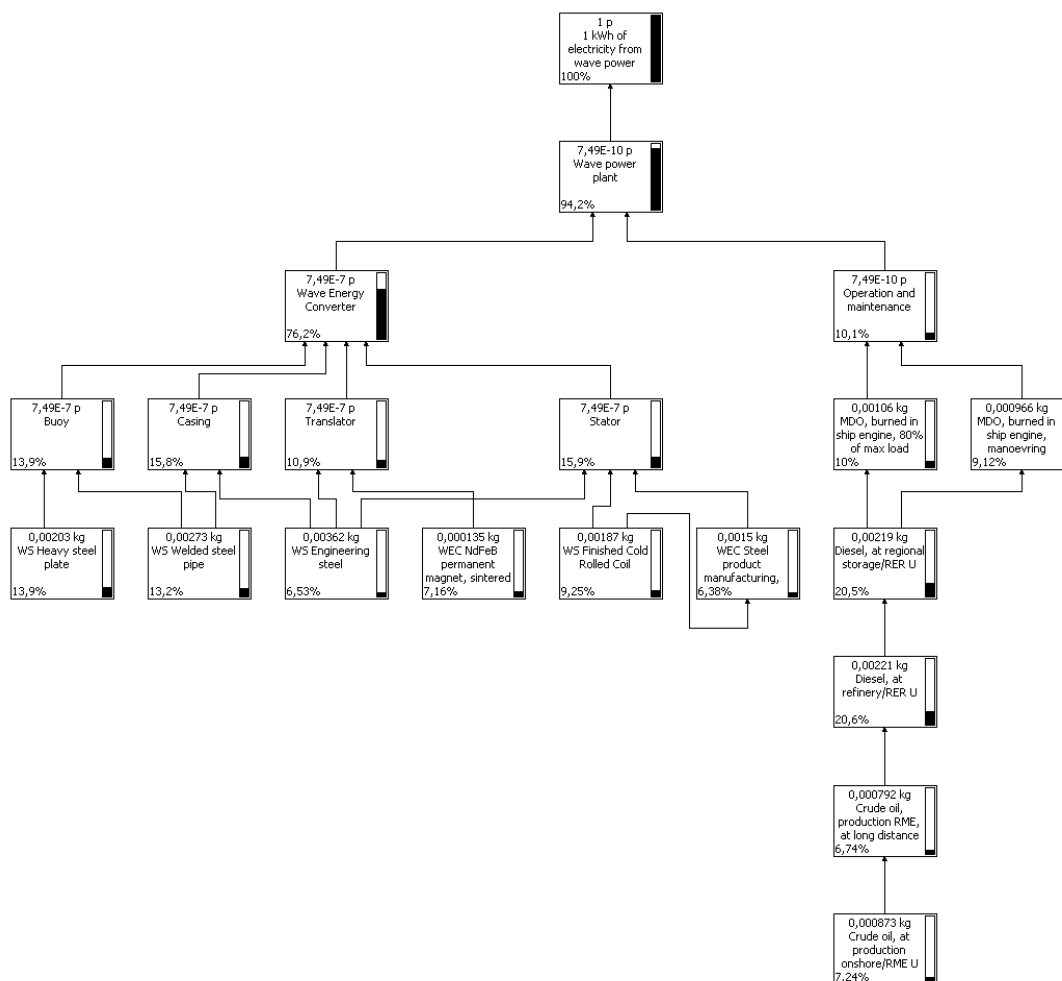 1 p
1 kWh of
electricity from
wave power
100%
7,49E-10 p
Wave power
plant
94,2%
7,49E-7 p
Wave Energy
Converter
76,2%
7,49E-10 p
Operation and
maintenance
10,1%
7,49E-7 p
Buoy
13,9%
7,49E-7 p
Casing
15,8%
7,49E-7 p
Translator
10,9%
7,49E-7 p
Stator
15,9%
0,00106 kg
MDO, burned in
ship engine, 80%
of max load
10%
0,000966 kg
MDO, burned in
ship engine,
manoevring
9,12%
0,00203 kg
WS Heavy steel
plate
13,9%
0,00273 kg
WS Welded steel
pipe
13,2%
0,00362 kg
WS Engineering
steel
6,53%
0,000135 kg
WEC NdFeB
permanent
magnet, sintered
7,16%
0,00187 kg
WS Finished Cold
Rolled Coil
9,25%
0,0015 kg
WEC Steel
product
manufacturing,
6,38%
0,00219 kg
Diesel, at regional
storage/RER U
20,5%
0,00221 kg
Diesel, at
refinery/RER U
20,6%
0,000792 kg
Crude oil,
production RME,
at long distance
6,74%
0,000873 kg
Crude oil, at
production
onshore/RME U
7,24%